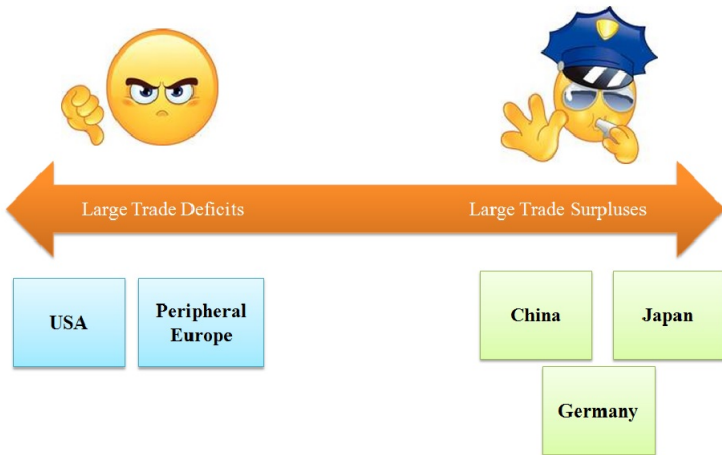 Large Trade Deficits
Large Trade Surpluses
USA
Peripheral
Europe
China
Japan
Germany